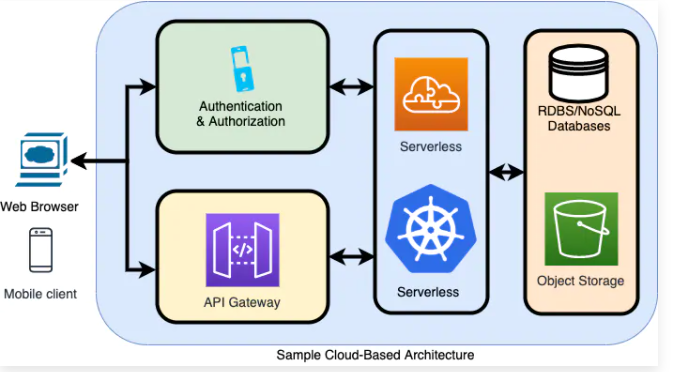 Authentication
& Authorization
Serverless
RDBS/NoSQL
Databases
Web Browser
Mobile client
</>
API Gateway
Serverless
Object Storage
Sample Cloud-Based Architecture